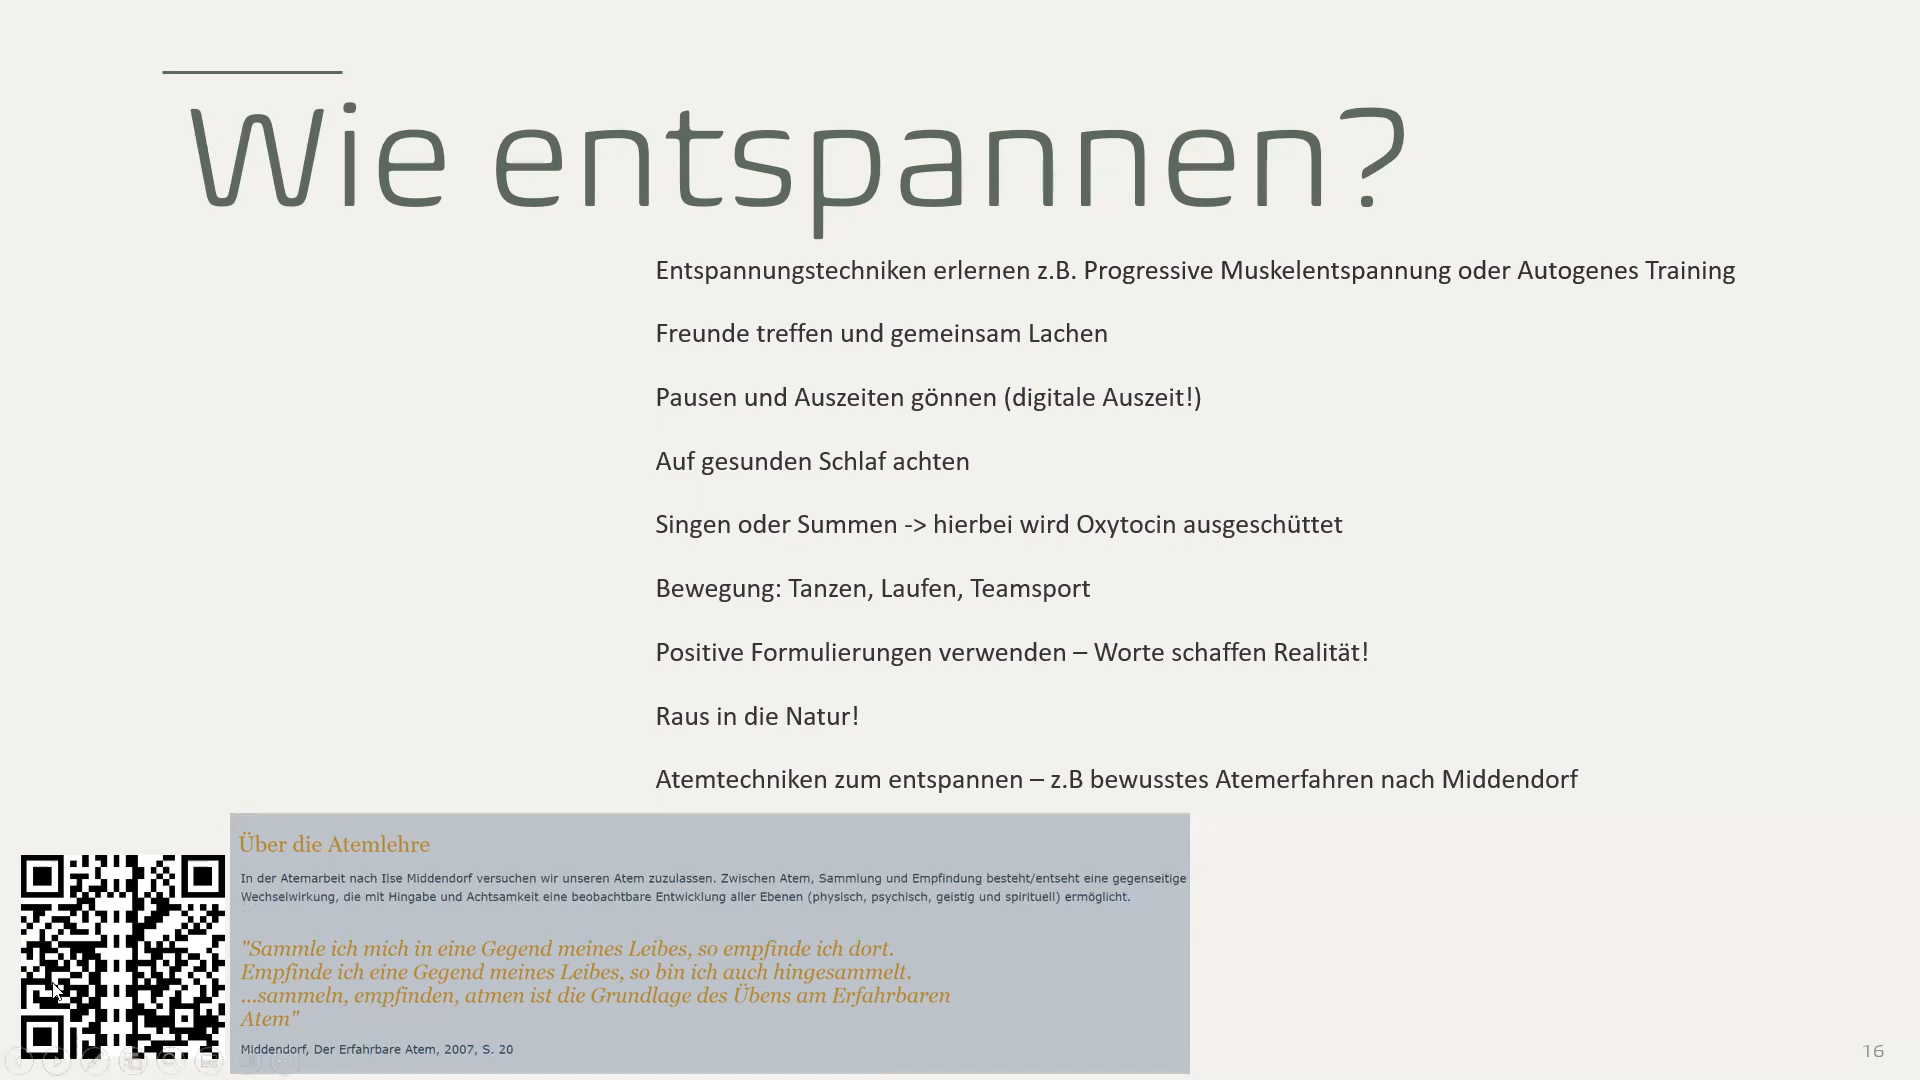 Wie entspannen?
Entspannungstechniken erlernen z.B. Progressive Muskelentspannung oder Autogenes Training
Freunde treffen und gemeinsam Lachen
Pausen und Auszeiten gönnen (digitale Auszeit!)
Auf gesunden Schlaf achten
Singen oder Summen -> hierbei wird Oxytocin ausgeschüttet
Bewegung: Tanzen, Laufen, Teamsport
Positive Formulierungen verwenden – Worte schaffen Realität!
Raus in die Natur!
Atemtechniken zum entspannen – z.B bewusstes Atemerfahren nach Middendorf
Über die Atemlehre
In der Atemarbeit nach Ilse Middendorf versuchen wir unseren Atem zuzulassen. Zwischen Atem, Sammlung und Empfindung besteht/entseht eine gegenseitige
Wechselwirkung, die mit Hingabe und Achtsamkeit eine beobachtbare Entwicklung aller Ebenen (physisch, psychisch, geistig und spirituell) ermöglicht.
"Sammle ich mich in eine Gegend meines Leibes, so empfinde ich dort.
Empfinde ich eine Gegend meines Leibes, so bin ich auch hingesammelt.
...sammeln, empfinden, atmen ist die Grundlage des Übens am Erfahrbaren
Atem"
Middendorf, Der Erfahrbare Atem, 2007, S. 20
16